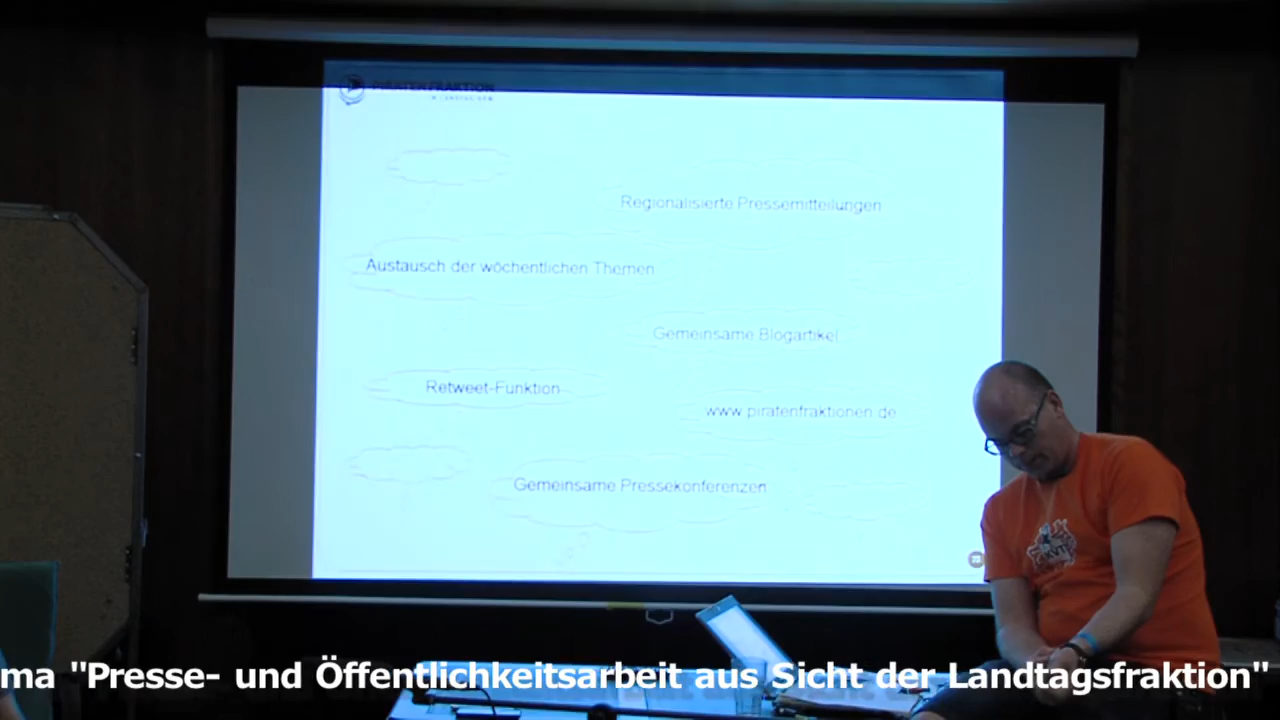 PIRATENFRAKTION
Regionalisierte Pressemitteilungen
Austausch der wöchentlichen Themen
Gemeinsame Blogartikel
Retweet-Funktion
www.piratenfraktionen.de
Gemeinsame Pressekonferenzen
ma "Presse- und Öffentlichkeitsarbeit aus Sicht der Landtagsfraktion"